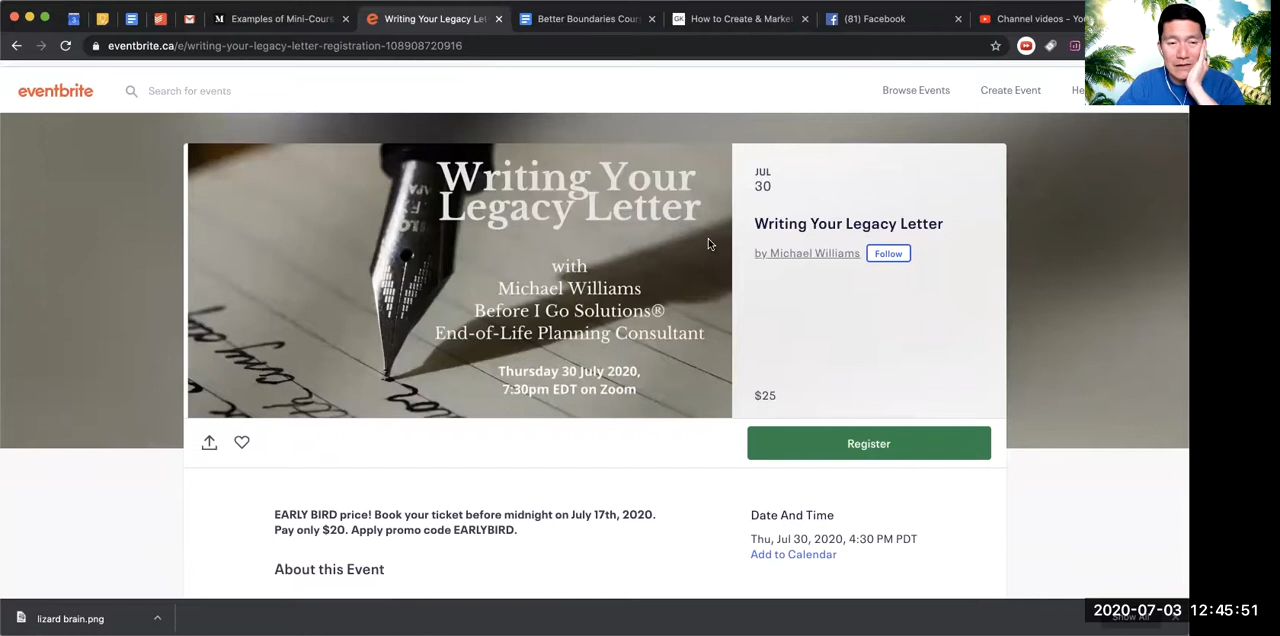 Examples of Mini-Cours
Writing Your Legacy Let
Better Boundaries Cour
How to Create & Market
(81) Facebook
Channel videos - You
eventbrite.ca/e/writing-your-legacy-letter-registration-108908720916
eventbrite
Search for events
Browse Events
Create Event
He
Writing Your
Legacy Letter
with
Michael Williams
Before I Go Solutions®
End-of-Life Planning Consultant
Thursday 30 July 2020,
7:30pm EDT on Zoom
JUL
30
Writing Your Legacy Letter
by Michael Williams
Follow
$25
Register
EARLY BIRD price! Book your ticket before midnight on July 17th, 2020.
Pay only $20. Apply promo code EARLYBIRD.
About this Event
Date And Time
Thu, Jul 30, 2020, 4:30 PM PDT
Add to Calendar
lizard brain.png
Show All
2020-07-03 12:45:51